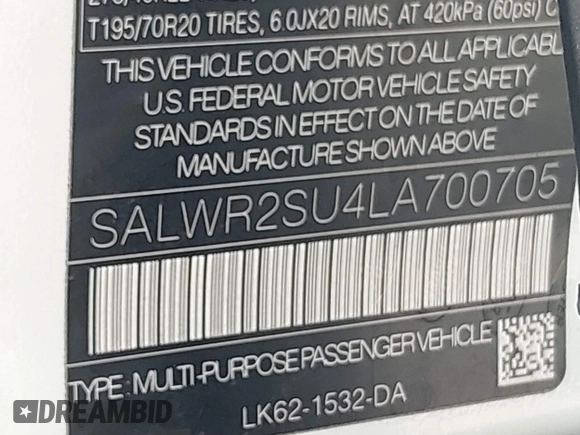 T195/70R20 TIRES, 6.0JX20 RIMS, AT 420kPa (60psi) C
THIS VEHICLE CONFORMS TO ALL APPLICABL
U.S. FEDERAL MOTOR VEHICLE SAFETY
STANDARDS IN EFFECT ON THE DATE OF
MANUFACTURE SHOWN ABOVE
SALWR2SU4LA700705
TYPE: MULTI-PURPOSE PASSENGER VEHICLE
LK62-1532-DA
DREAMBID